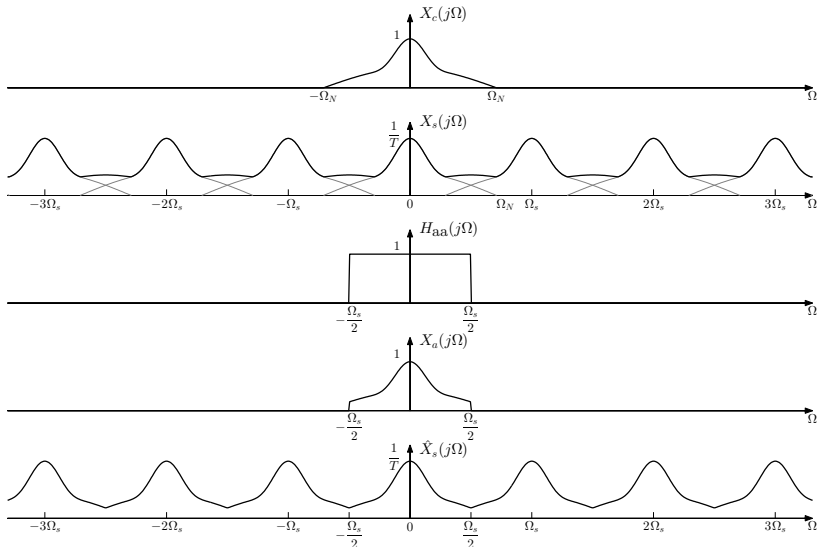 X_c(jΩ)
1
−Ω_N Ω_N Ω
X_s(jΩ)
1/T
−3Ω_s −2Ω_s −Ω_s 0 Ω_N Ω_s 2Ω_s 3Ω_s Ω
H_aa(jΩ)
1
−Ω_s/2 Ω_s/2 Ω
X_a(jΩ)
1
−Ω_s/2 Ω_s/2 Ω
X̂_s(jΩ)
1/T
−3Ω_s −2Ω_s −Ω_s −Ω_s/2 0 Ω_s/2 Ω_s 2Ω_s 3Ω_s Ω